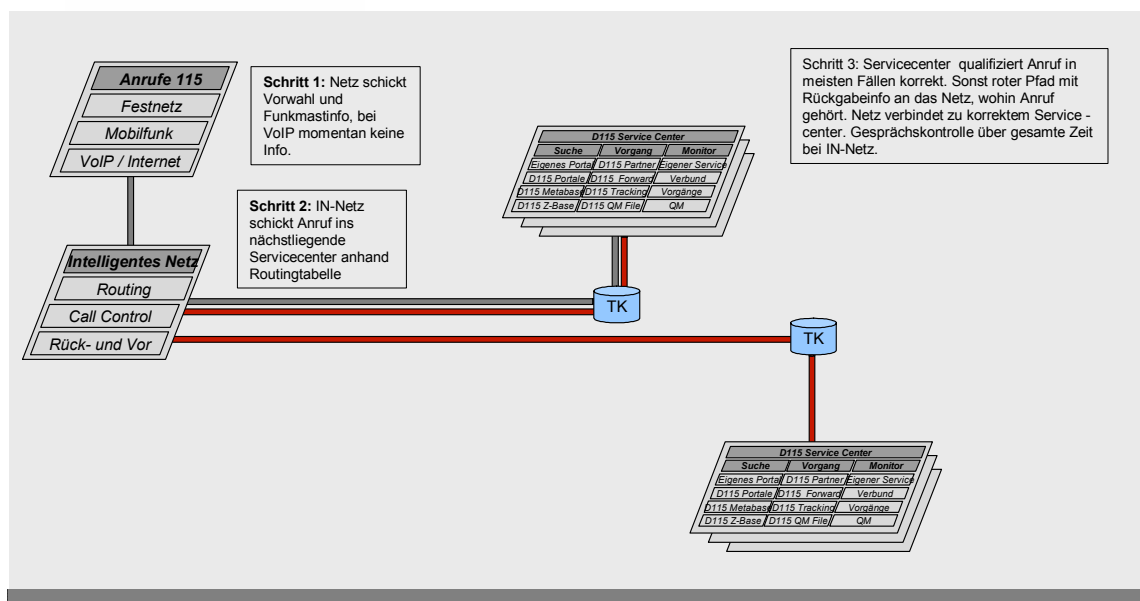 Anrufe 115
Festnetz
Mobilfunk
VoIP / Internet
Schritt 1: Netz schickt
Vorwahl und
Funkmastinfo, bei
VoIP momentan keine
Info.
Schritt 2: IN-Netz
schickt Anruf ins
nächstliegende
Servicecenter anhand
Routingtabelle
Schritt 3: Servicecenter qualifiziert Anruf in
meisten Fällen korrekt. Sonst roter Pfad mit
Rückgabeinfo an das Netz, wohin Anruf
gehört. Netz verbindet zu korrektem Service -
center. Gesprächskontrolle über gesamte Zeit
bei IN-Netz.
D115 Service Center
Suche Vorgang Monitor
Eigenes Portal D115 Partner Eigener Service
D115 Portale D115 Forward Verbund
D115 Metabase D115 Tracking Vorgänge
D115 Z-Base D115 QM File QM
Intelligentes Netz
Routing
Call Control
Rück- und Vor
TK
TK
D115 Service Center
Suche Vorgang Monitor
Eigenes Portal D115 Partner Eigener Service
D115 Portale D115 Forward Verbund
D115 Metabase D115 Tracking Vorgänge
D115 Z-Base D115 QM File QM